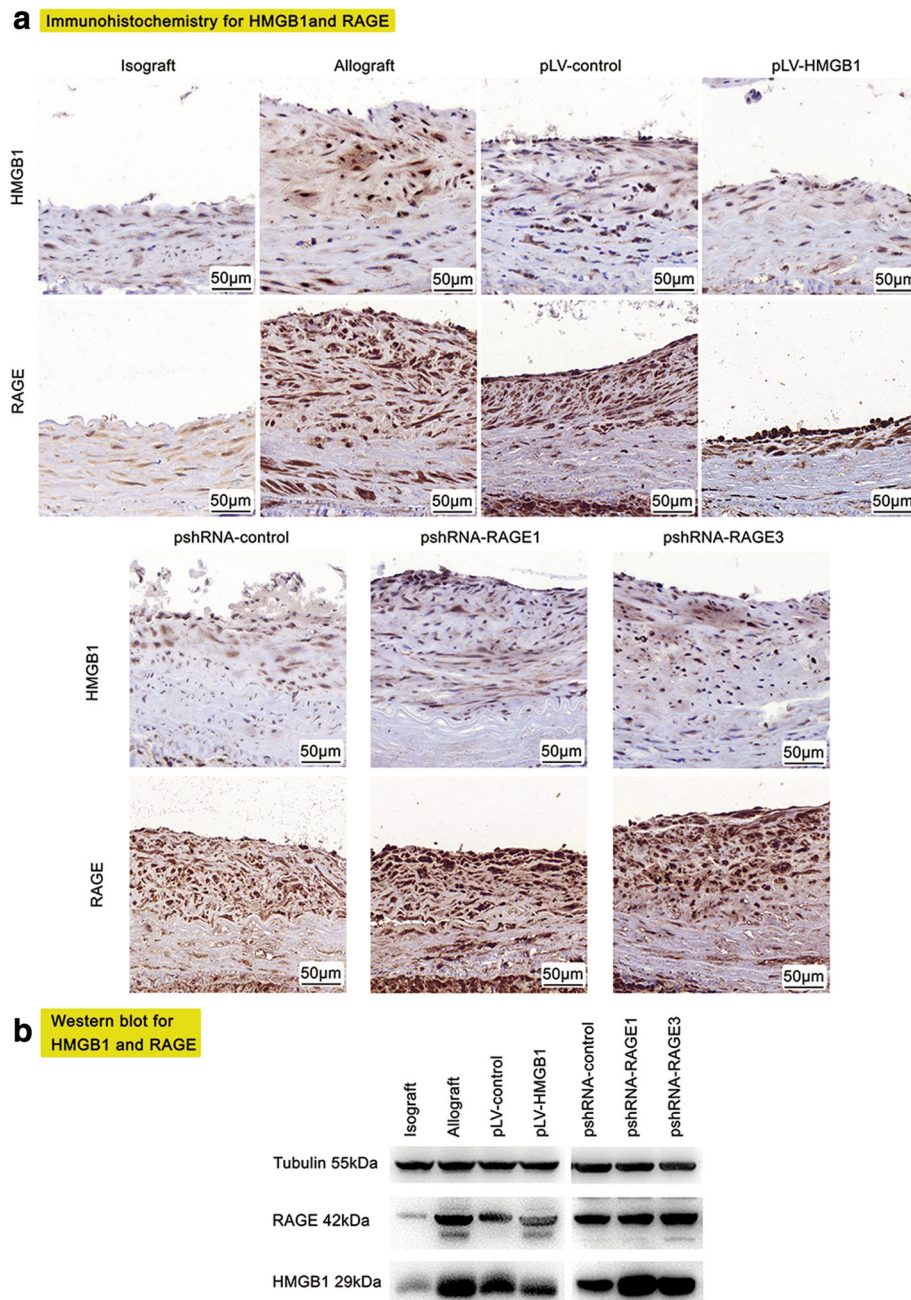 a
Immunohistochemistry for HMGB1and RAGE
Isograft
Allograft
pLV-control
pLV-HMGB1
HMGB1
50µm
50µm
50µm
50µm
RAGE
50µm
50µm
50µm
50µm
pshRNA-control
pshRNA-RAGE1
pshRNA-RAGE3
HMGB1
50µm
50µm
50µm
RAGE
50µm
50µm
50µm
b
Western blot for
HMGB1 and RAGE
Isograft
Allograft
pLV-control
pLV-HMGB1
pshRNA-control
pshRNA-RAGE1
pshRNA-RAGE3
Tubulin 55kDa
RAGE 42kDa
HMGB1 29kDa